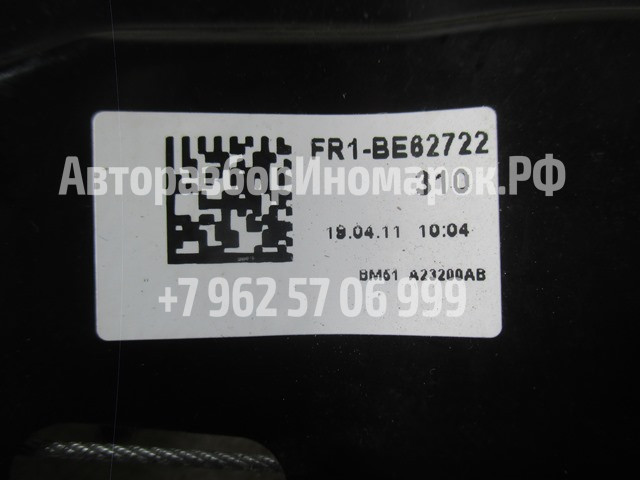 FR1-BE62722
АвторазборИномарок.РФ
310
19.04.11 10:04
BM51 A23200AB
+7 962 57 06 999